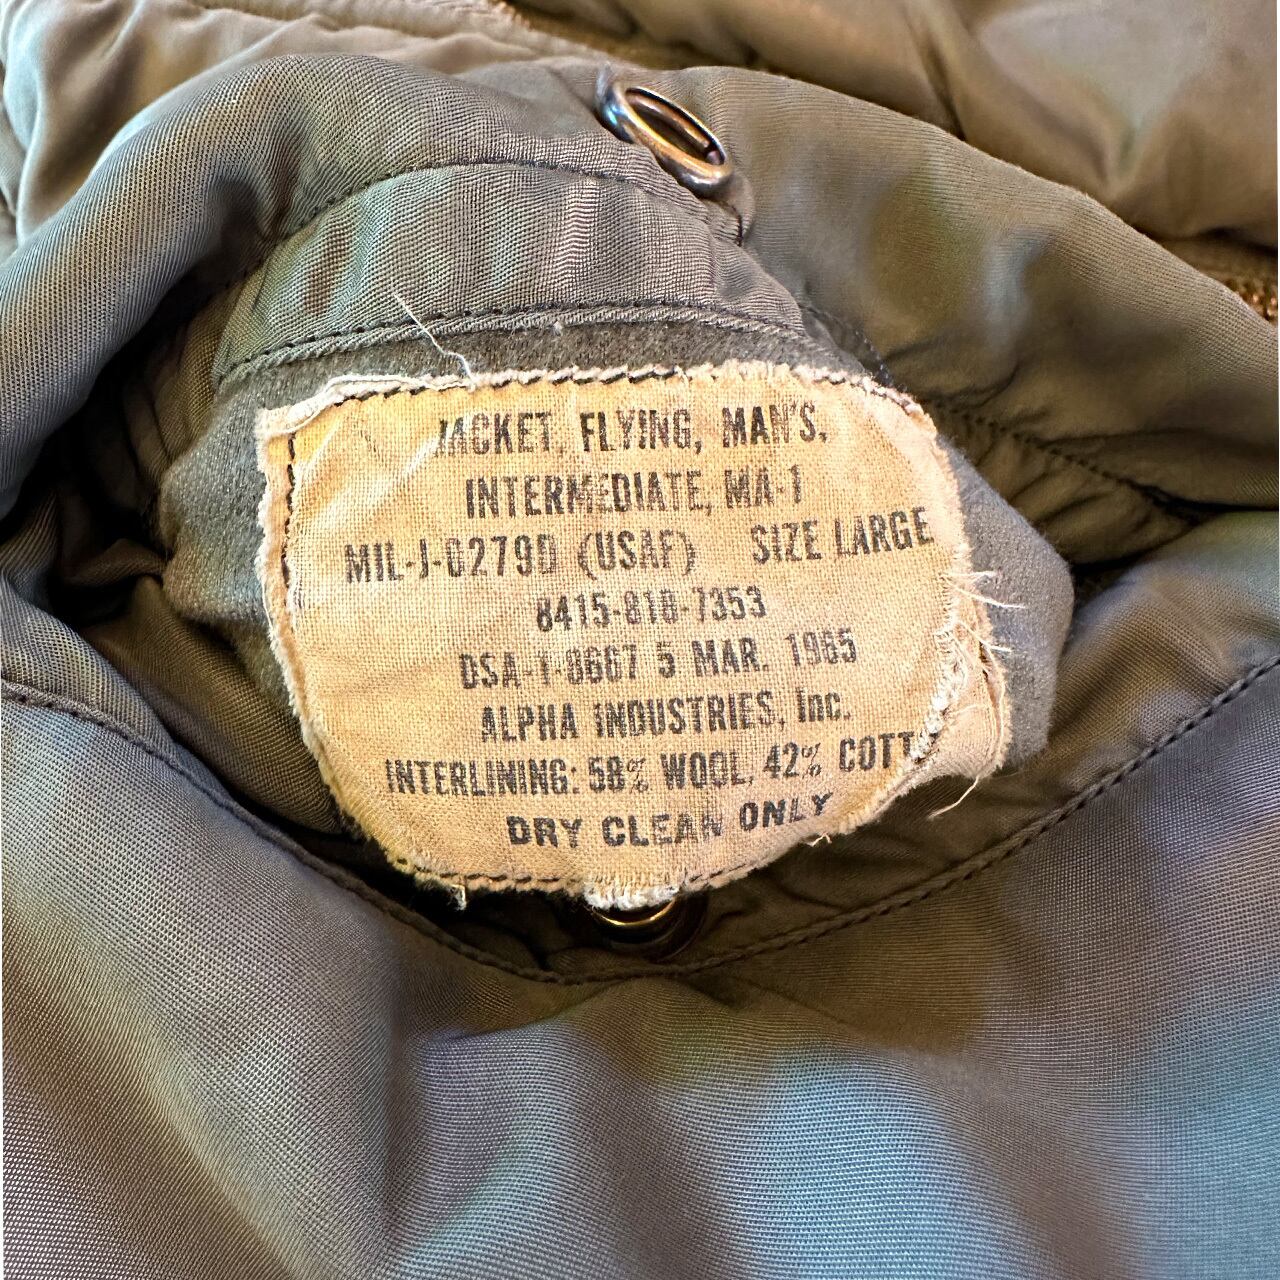 JACKET, FLYING, MAN'S,
INTERMEDIATE, MA-1
MIL-J-8279D (USAF) SIZE LARGE
8415-818-7353
DSA-1-8667 5 MAR. 1965
ALPHA INDUSTRIES, Inc.
INTERLINING: 58% WOOL, 42% COTT
DRY CLEAN ONLY